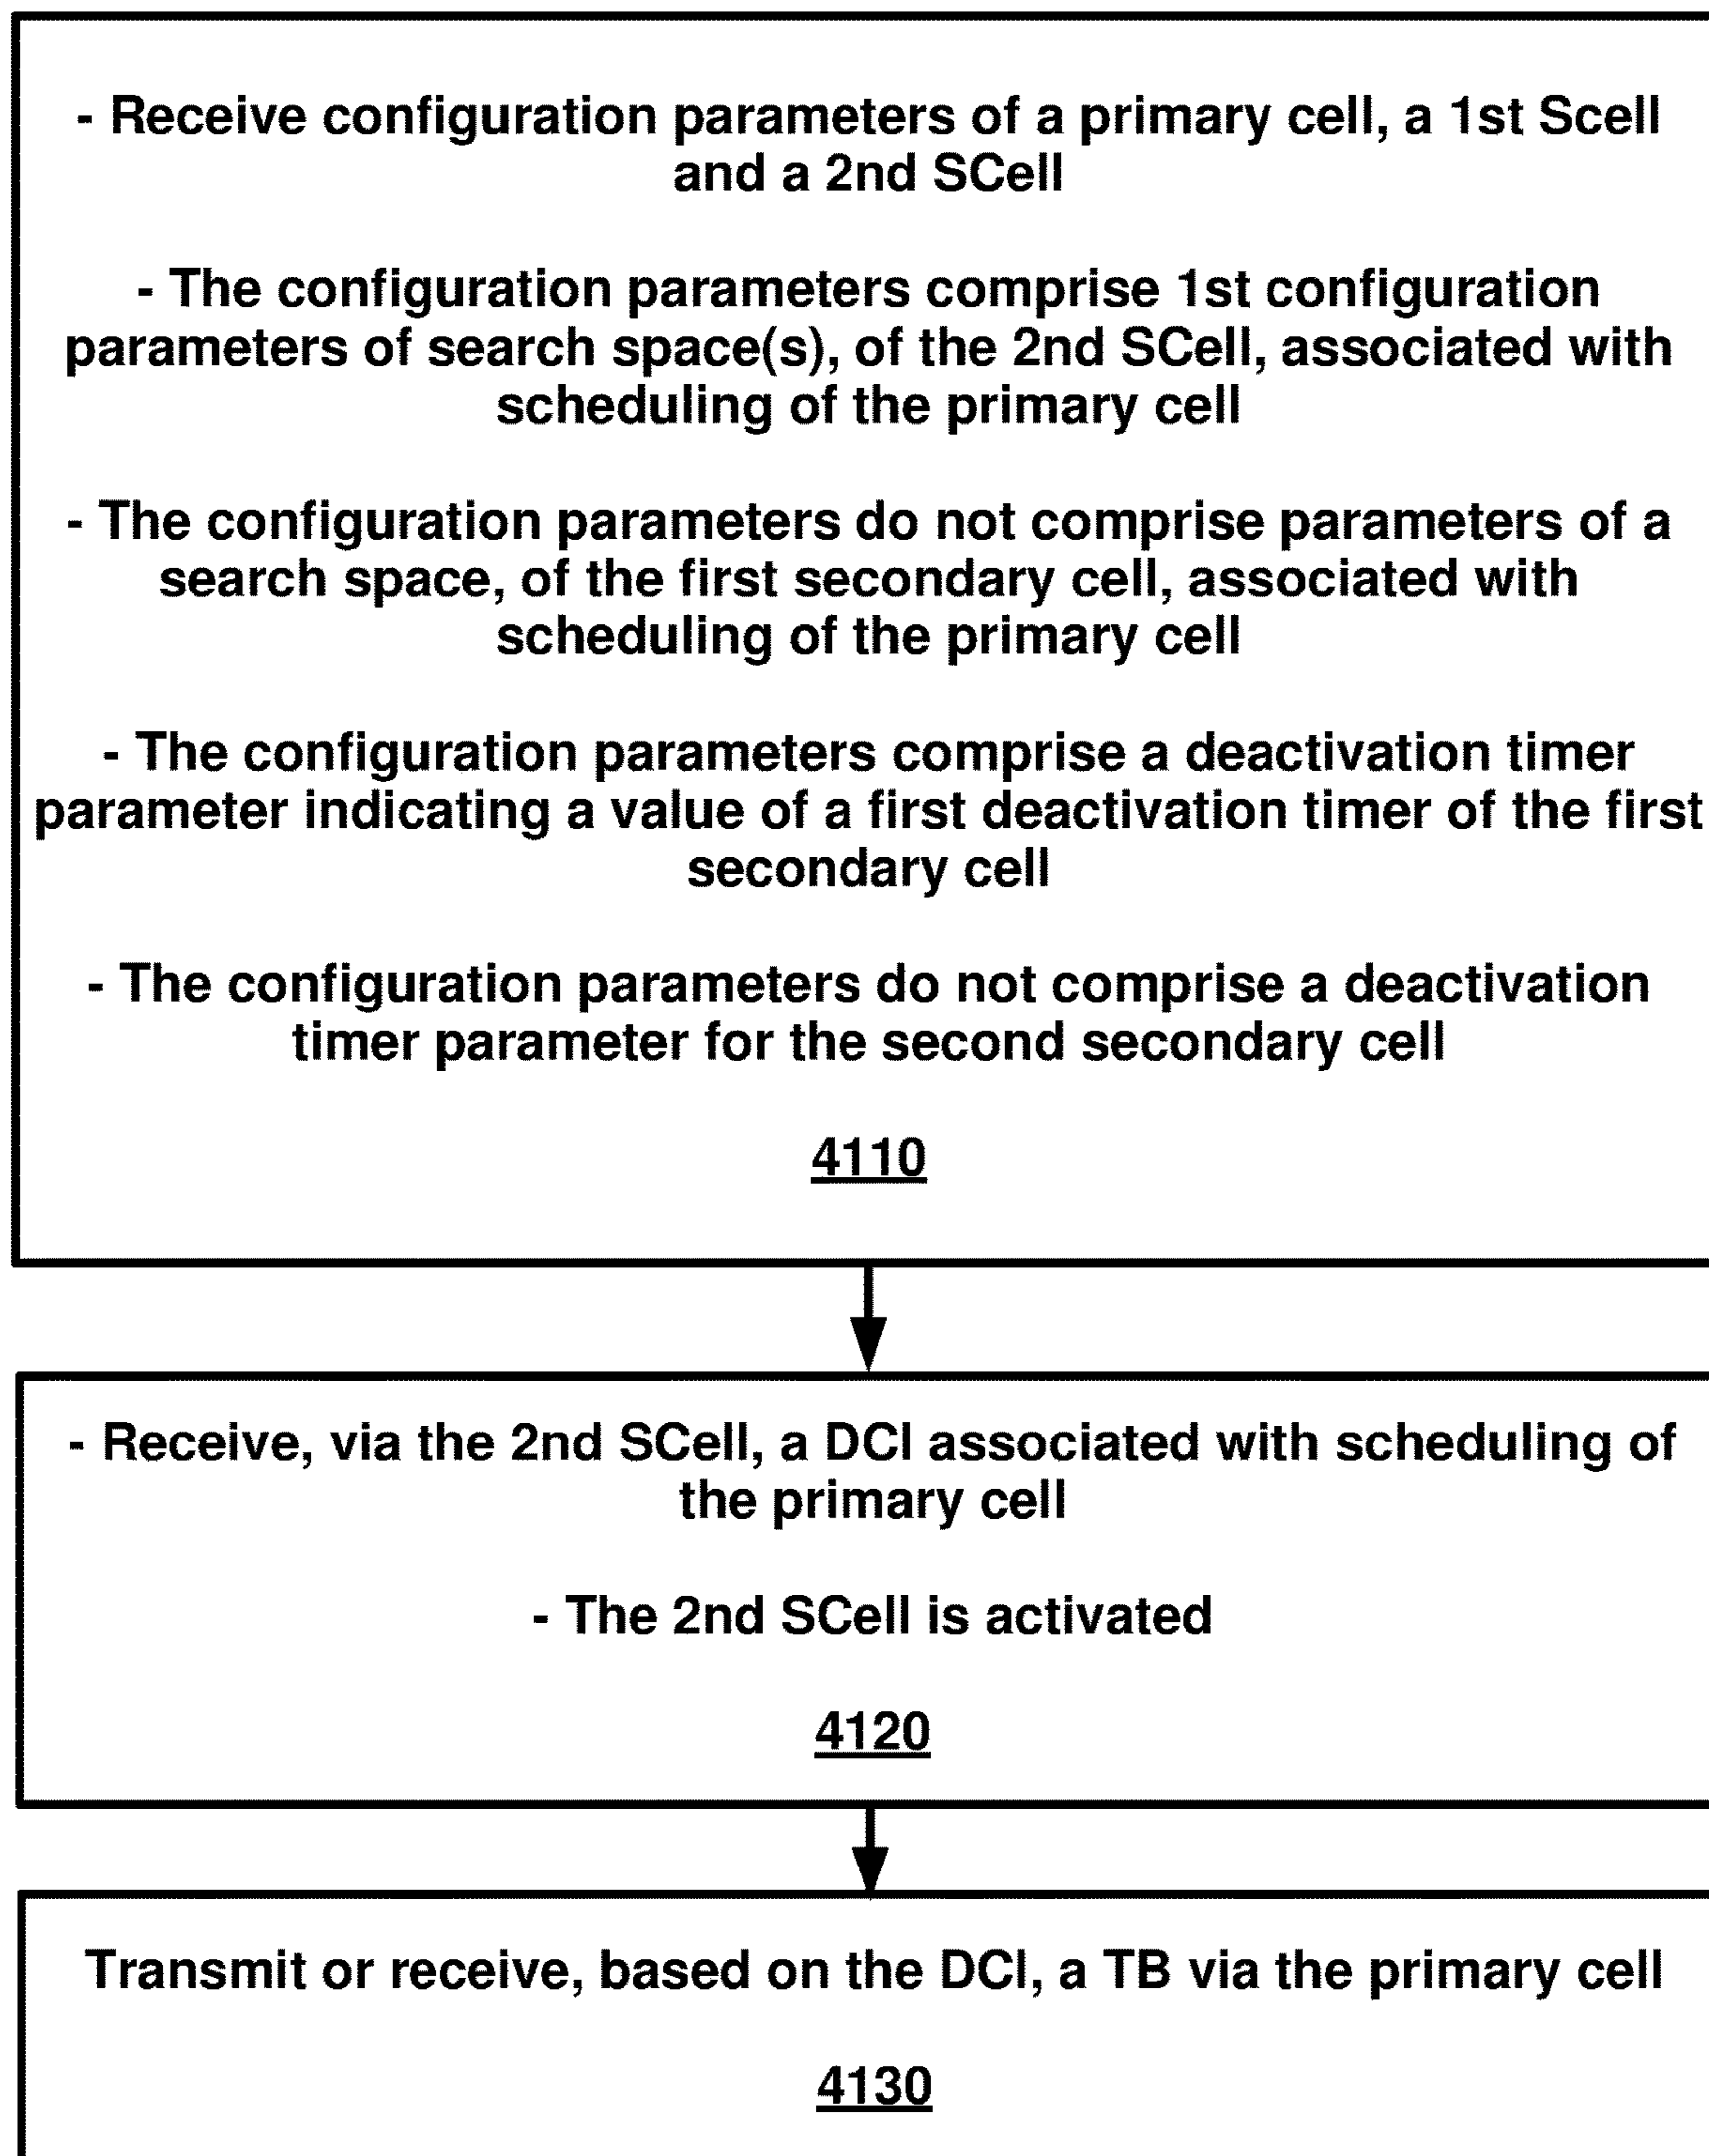 - Receive configuration parameters of a primary cell, a 1st Scell
and a 2nd SCell
- The configuration parameters comprise 1st configuration
parameters of search space(s), of the 2nd SCell, associated with
scheduling of the primary cell
- The configuration parameters do not comprise parameters of a
search space, of the first secondary cell, associated with
scheduling of the primary cell
- The configuration parameters comprise a deactivation timer
parameter indicating a value of a first deactivation timer of the first
secondary cell
- The configuration parameters do not comprise a deactivation
timer parameter for the second secondary cell
4110
- Receive, via the 2nd SCell, a DCI associated with scheduling of
the primary cell
- The 2nd SCell is activated
4120
Transmit or receive, based on the DCI, a TB via the primary cell
4130